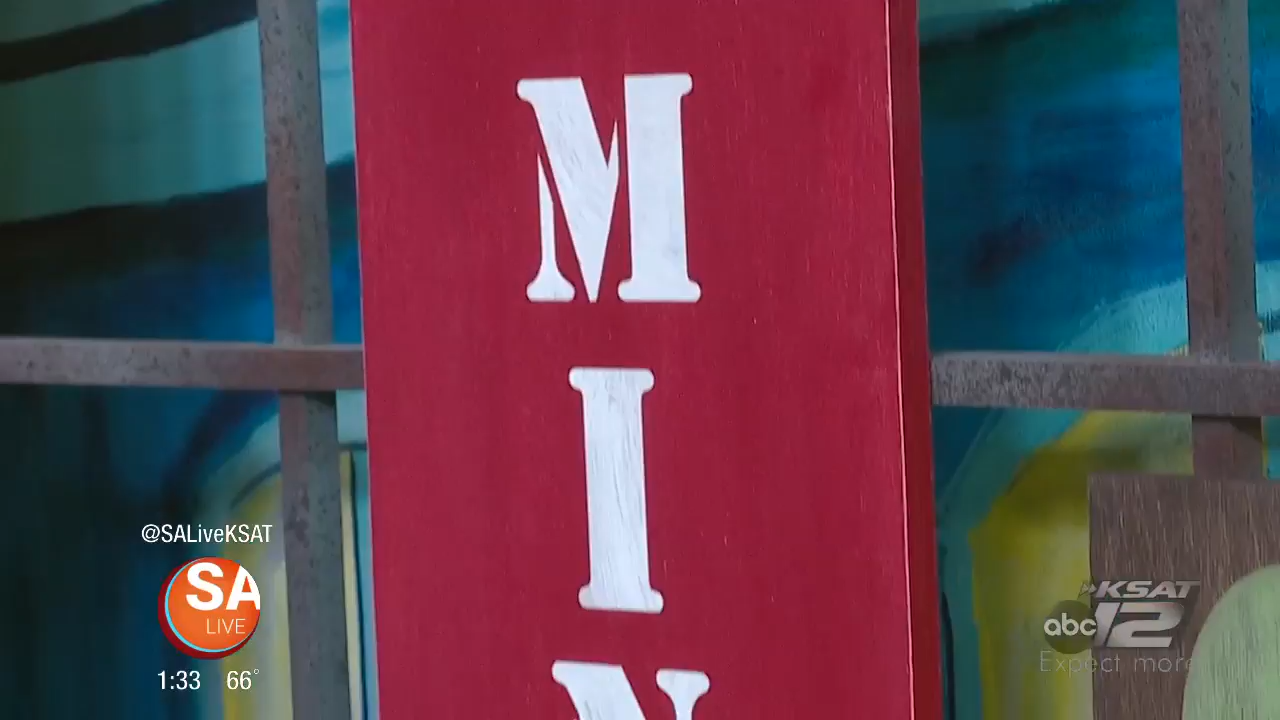 M
I
N
@SALiveKSAT
SA
LIVE
1:33 66°
KSAT
abc 12
Expect more